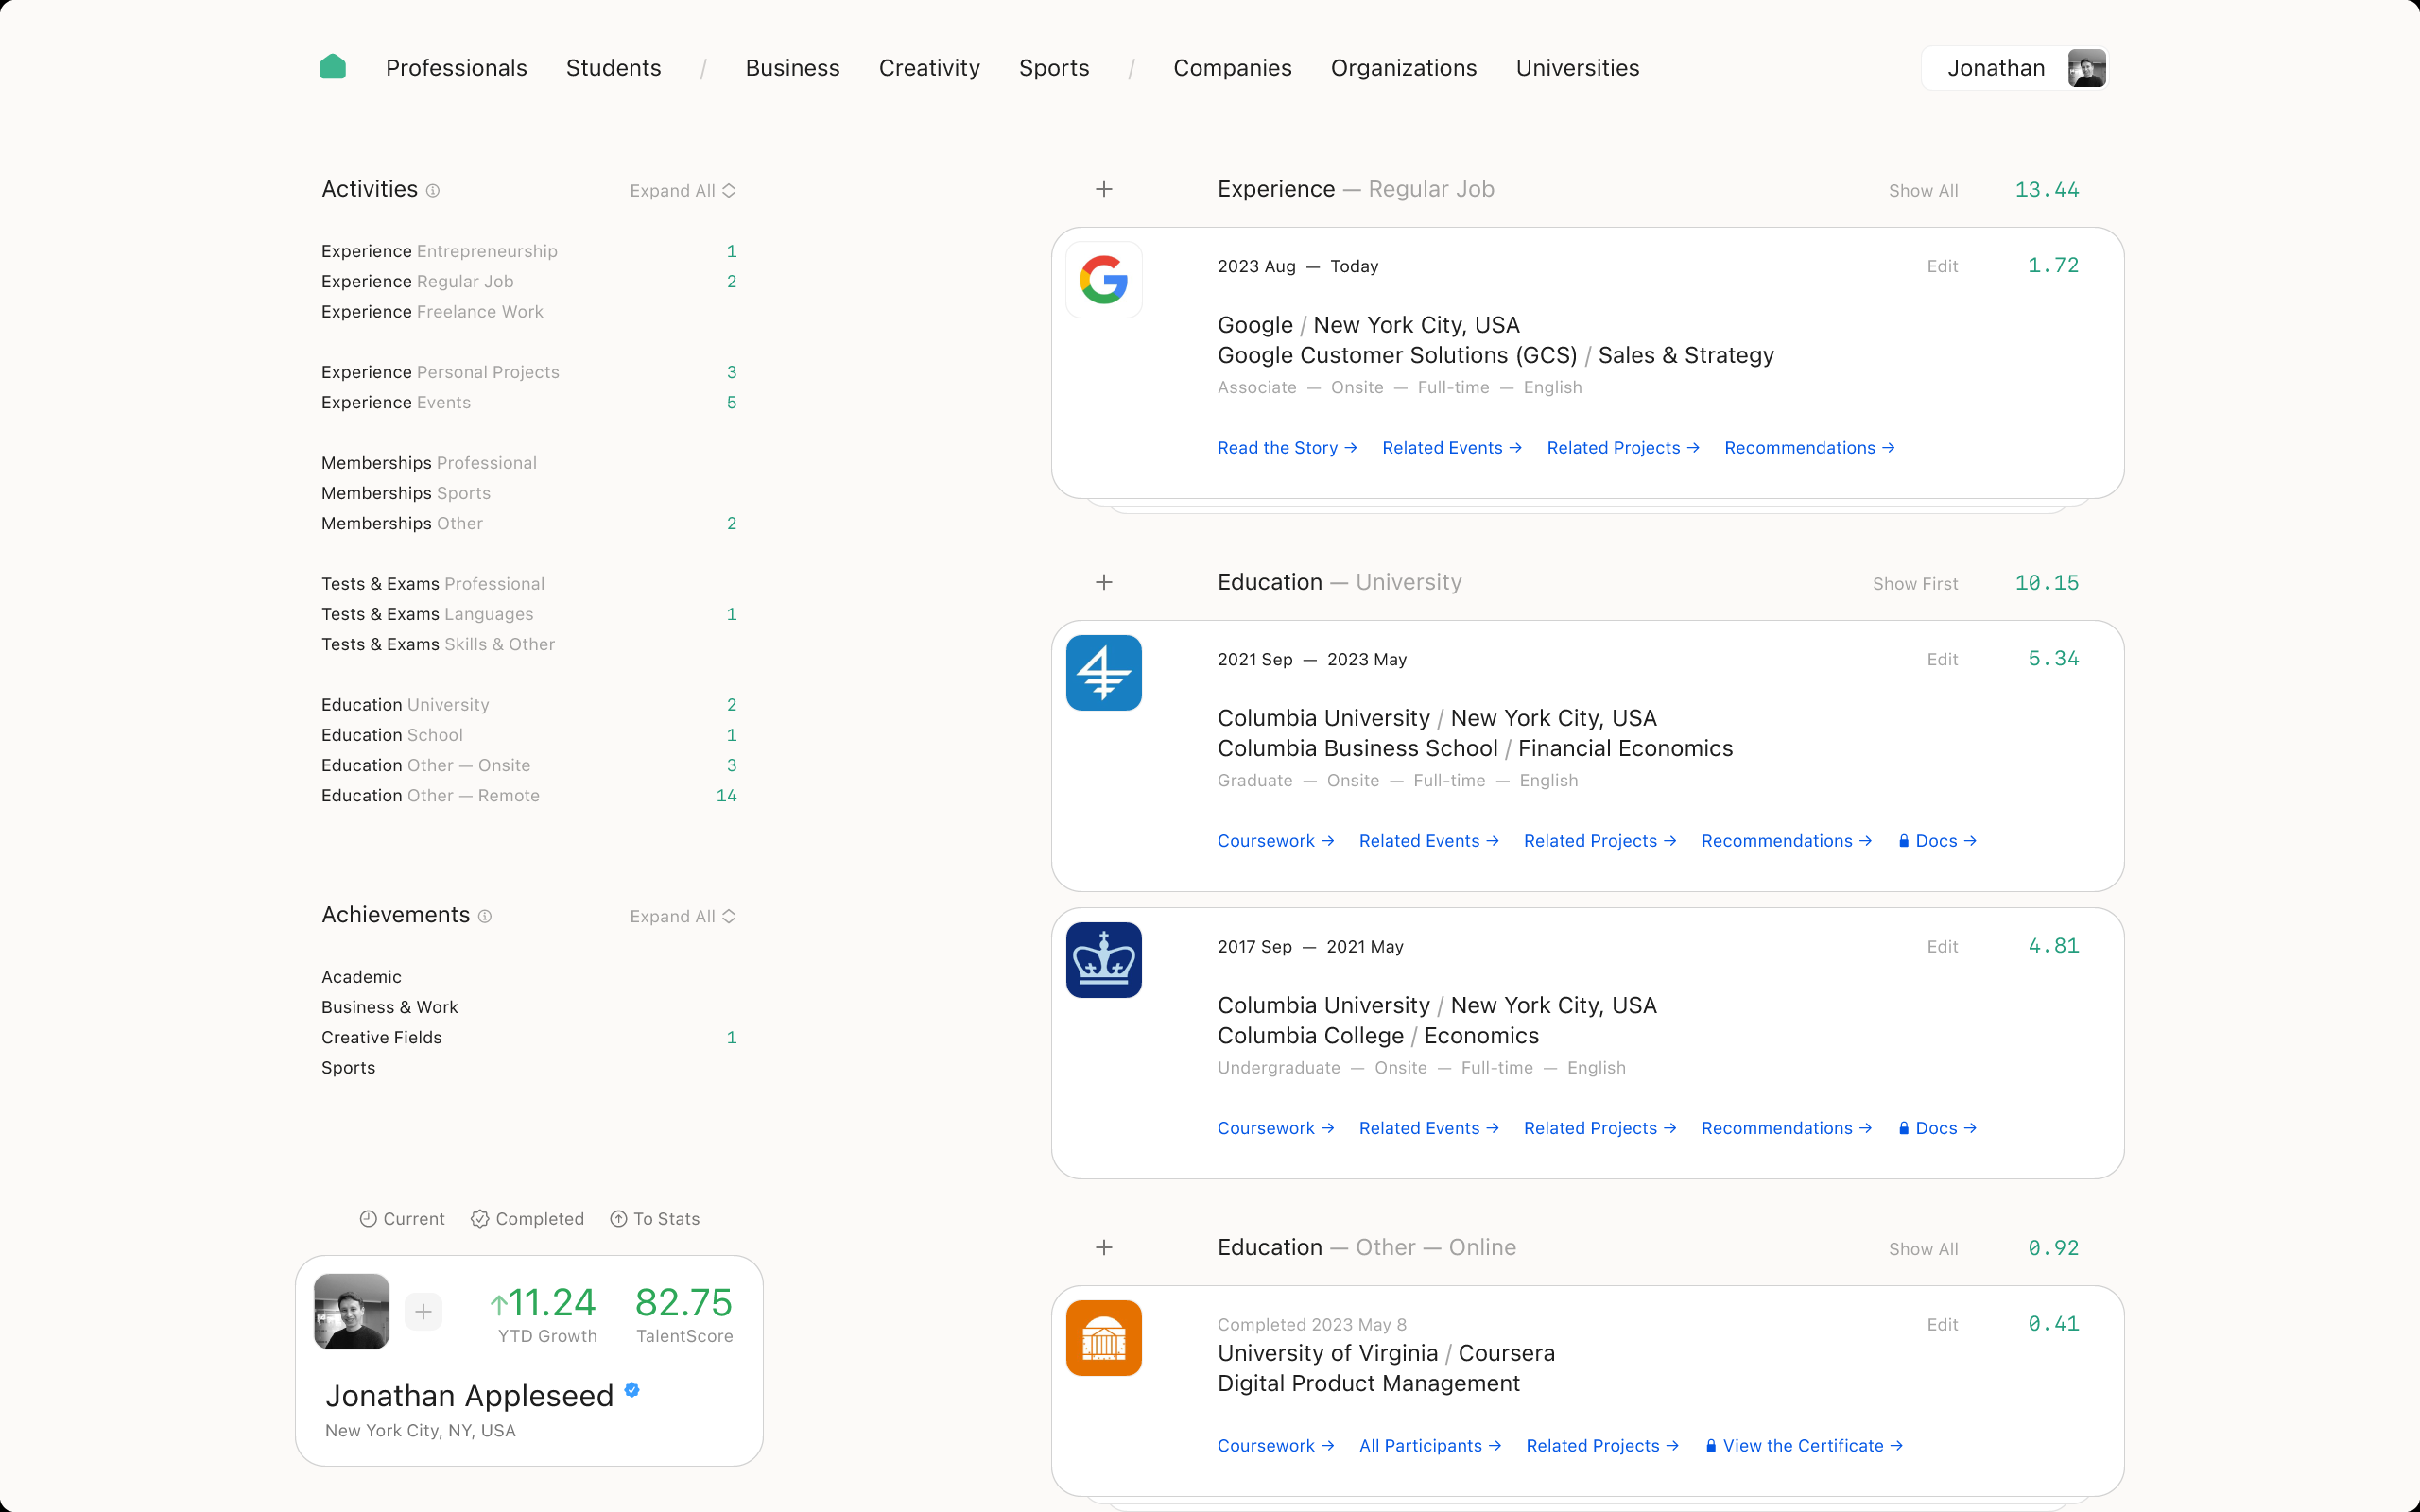 Professionals Students / Business Creativity Sports / Companies Organizations Universities Jonathan
Activities Expand All
Experience Entrepreneurship 1
Experience Regular Job 2
Experience Freelance Work
Experience Personal Projects 3
Experience Events 5
Memberships Professional
Memberships Sports
Memberships Other 2
Tests & Exams Professional
Tests & Exams Languages 1
Tests & Exams Skills & Other
Education University 2
Education School 1
Education Other — Onsite 3
Education Other — Remote 14
Achievements Expand All
Academic
Business & Work
Creative Fields 1
Sports
Current Completed To Stats
↑11.24 82.75
YTD Growth TalentScore
Jonathan Appleseed
New York City, NY, USA
+ Experience — Regular Job Show All 13.44
2023 Aug — Today Edit 1.72
Google / New York City, USA
Google Customer Solutions (GCS) / Sales & Strategy
Associate — Onsite — Full-time — English
Read the Story → Related Events → Related Projects → Recommendations →
+ Education — University Show First 10.15
2021 Sep — 2023 May Edit 5.34
Columbia University / New York City, USA
Columbia Business School / Financial Economics
Graduate — Onsite — Full-time — English
Coursework → Related Events → Related Projects → Recommendations → Docs →
2017 Sep — 2021 May Edit 4.81
Columbia University / New York City, USA
Columbia College / Economics
Undergraduate — Onsite — Full-time — English
Coursework → Related Events → Related Projects → Recommendations → Docs →
+ Education — Other — Online Show All 0.92
Completed 2023 May 8 Edit 0.41
University of Virginia / Coursera
Digital Product Management
Coursework → All Participants → Related Projects → View the Certificate →